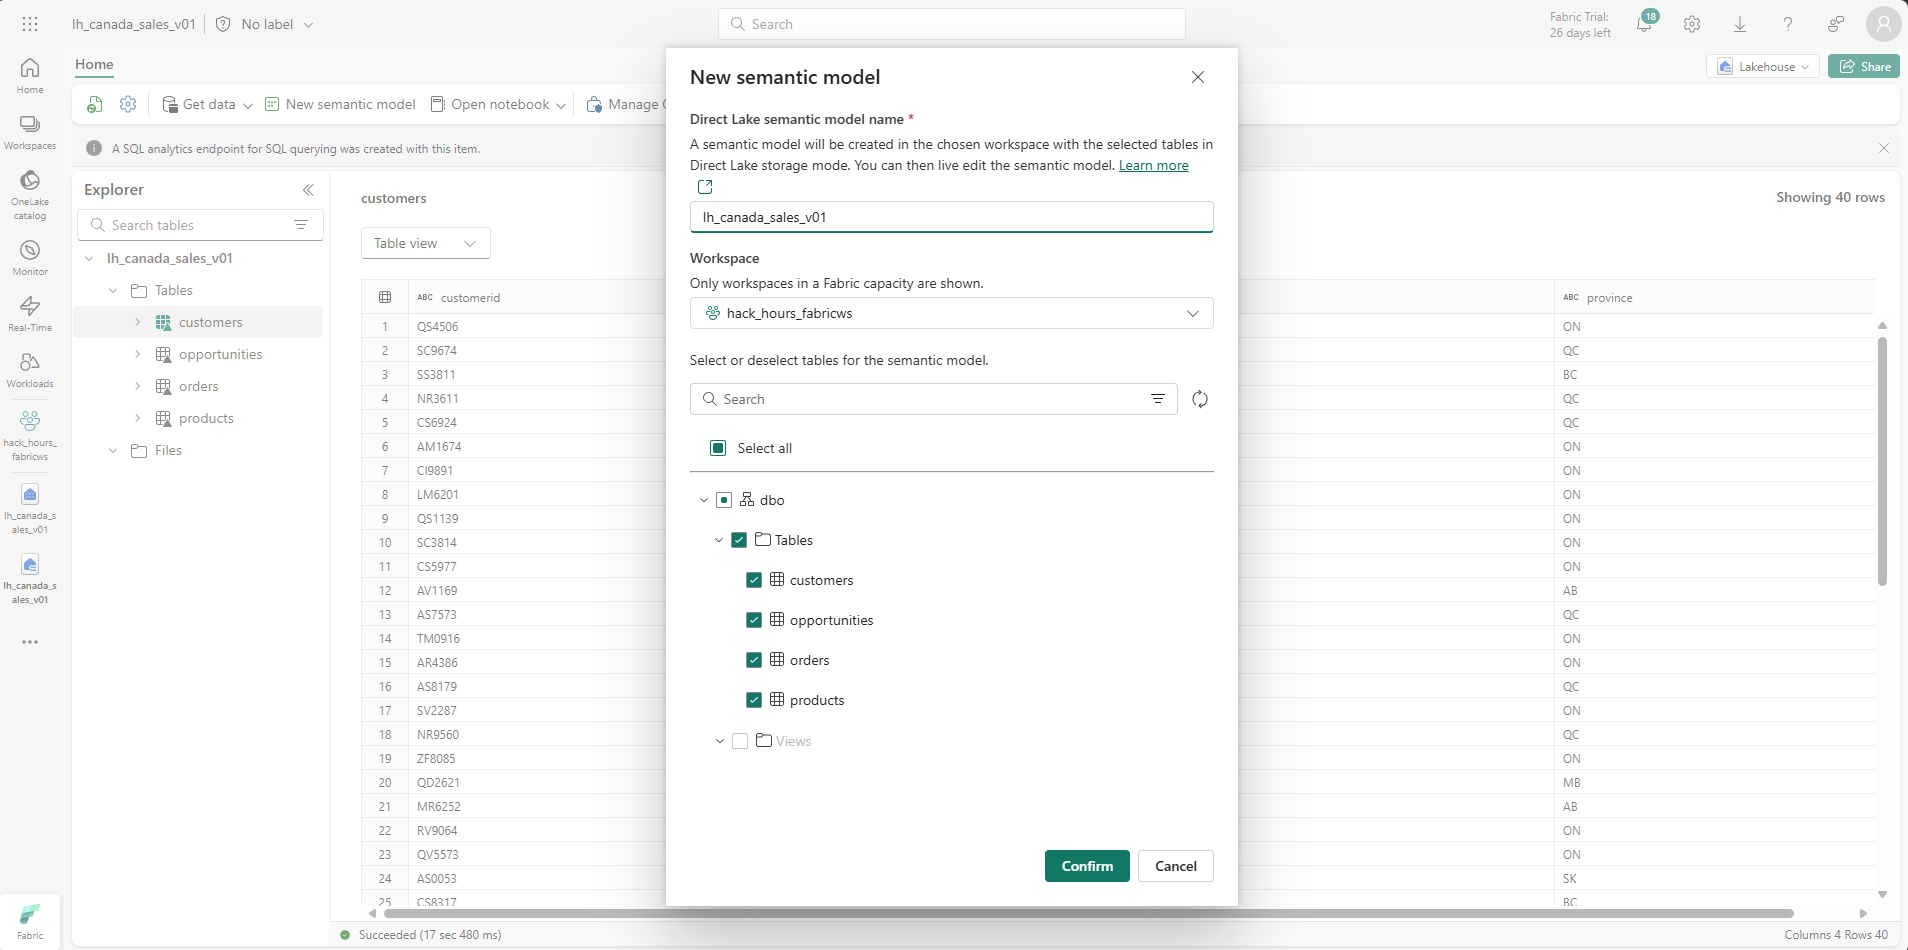 lh_canada_sales_v01
No label
Search
Fabric Trial:
26 days left
18
Home
Workspaces
OneLake
catalog
Monitor
Real-Time
Workloads
hack_hours_
fabricws
lh_canada_s
ales_v01
lh_canada_s
ales_v01
Fabric
Home
Lakehouse
Share
Get data
New semantic model
Open notebook
Manage
A SQL analytics endpoint for SQL querying was created with this item.
Explorer
Search tables
lh_canada_sales_v01
Tables
customers
opportunities
orders
products
Files
customers
Showing 40 rows
Table view
ABC customerid
ABC province
1 QS4506 ON
2 SC9674 QC
3 SS3811 BC
4 NR3611 QC
5 CS6924 QC
6 AM1674 ON
7 CI9891 ON
8 LM6201 ON
9 QS1139 ON
10 SC3814 ON
11 CS5977 ON
12 AV1169 AB
13 AS7573 QC
14 TM0916 ON
15 AR4386 ON
16 AS8179 QC
17 SV2287 ON
18 NR9560 QC
19 ZF8085 ON
20 QD2621 MB
21 MR6252 AB
22 RV9064 ON
23 QV5573 ON
24 AS0053 SK
25 CS8317 BC
Succeeded (17 sec 480 ms)
Columns 4 Rows 40
New semantic model
Direct Lake semantic model name *
A semantic model will be created in the chosen workspace with the selected tables in
Direct Lake storage mode. You can then live edit the semantic model. Learn more
lh_canada_sales_v01
Workspace
Only workspaces in a Fabric capacity are shown.
hack_hours_fabricws
Select or deselect tables for the semantic model.
Search
Select all
dbo
Tables
customers
opportunities
orders
products
Views
Confirm
Cancel